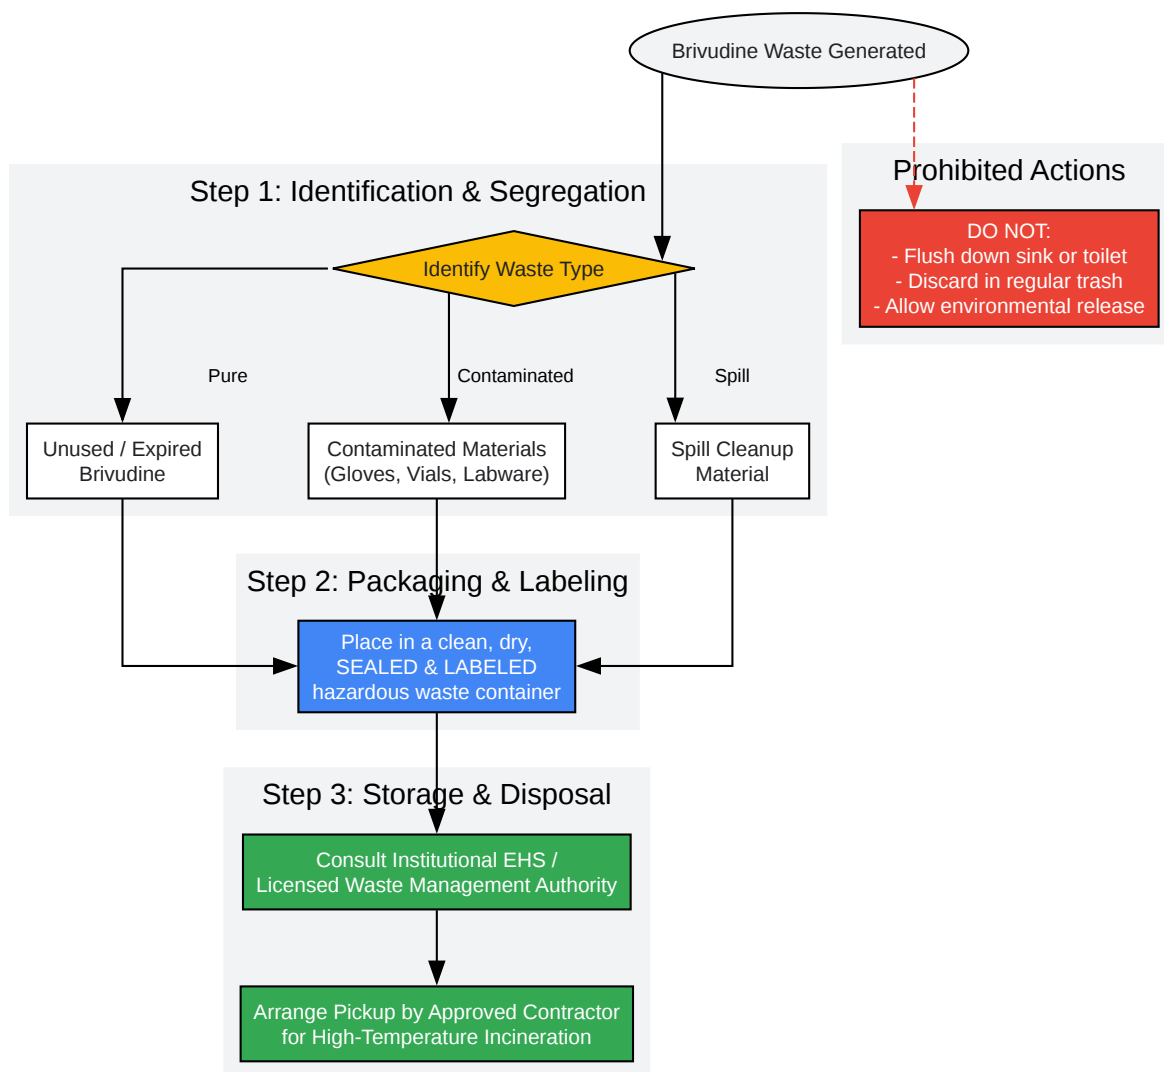 Brivudine Waste Generated
Prohibited Actions
DO NOT:
- Flush down sink or toilet
- Discard in regular trash
- Allow environmental release
Step 1: Identification & Segregation
Identify Waste Type
Pure
Contaminated
Spill
Unused / Expired
Brivudine
Contaminated Materials
(Gloves, Vials, Labware)
Spill Cleanup
Material
Step 2: Packaging & Labeling
Place in a clean, dry,
SEALED & LABELED
hazardous waste container
Step 3: Storage & Disposal
Consult Institutional EHS /
Licensed Waste Management Authority
Arrange Pickup by Approved Contractor
for High-Temperature Incineration